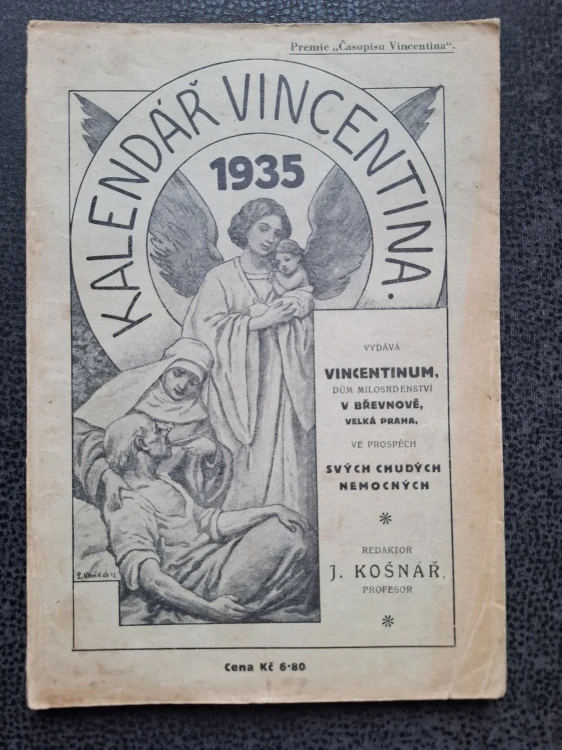 Premie „Časopisu Vincentina".
KALENDÁŘ VINCENTINA.
1935
VYDÁVÁ
VINCENTINUM,
DŮM MILOSRDENSTVÍ
V BŘEVNOVĚ,
VELKÁ PRAHA,
VE PROSPĚCH
SVÝCH CHUDÝCH
NEMOCNÝCH
REDAKTOR
J. KOŠNÁŘ,
PROFESOR
Cena Kč 6·80